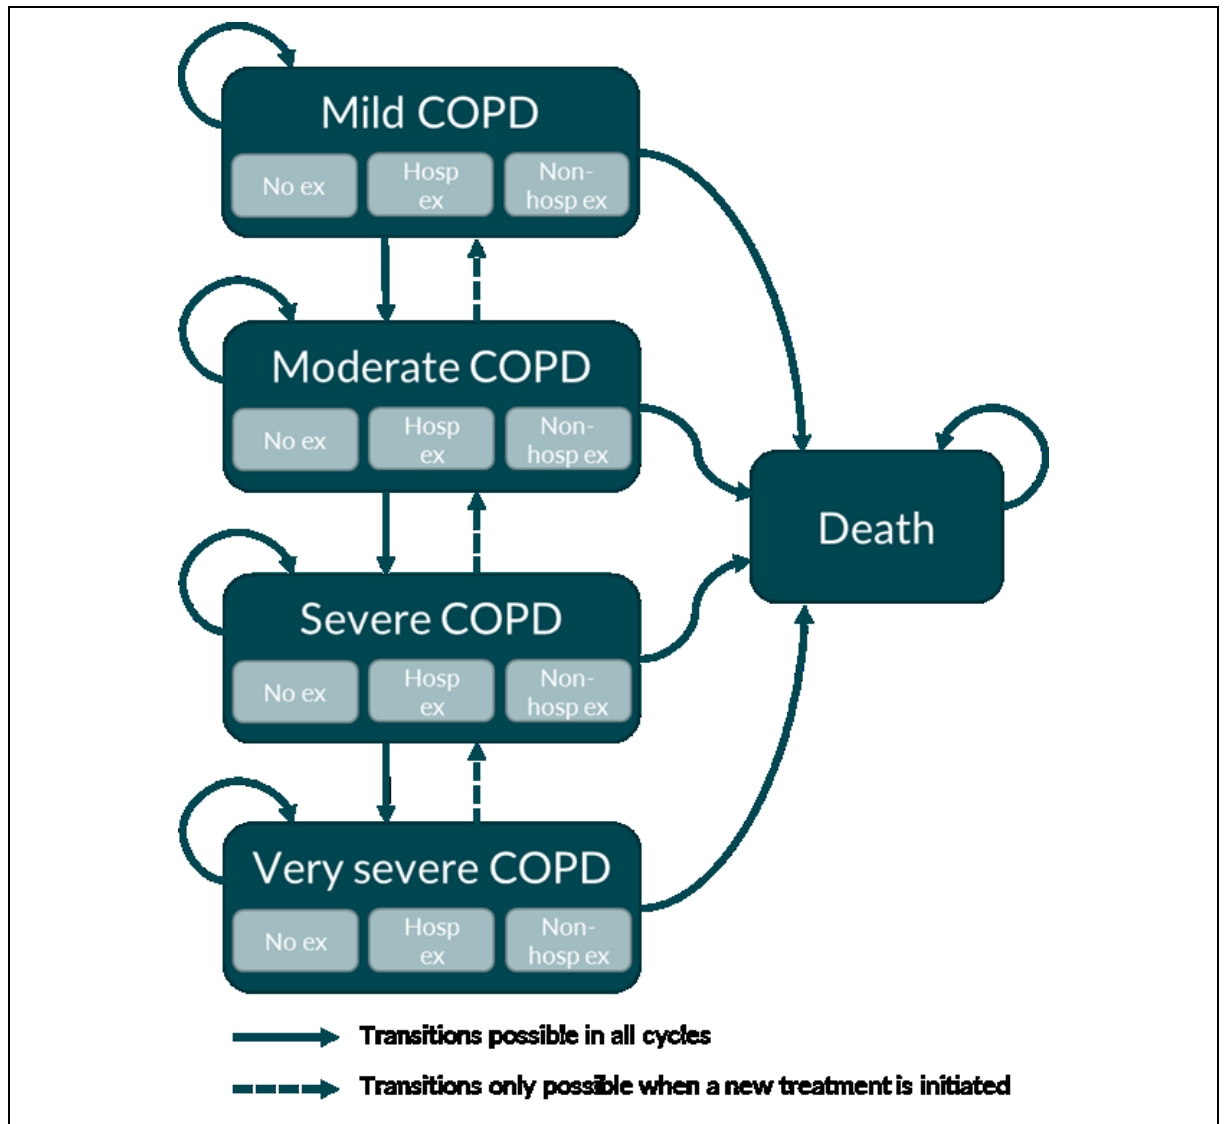 Mild COPD
No ex
Hosp
ex
Non-
hosp ex
Moderate COPD
No ex
Hosp
ex
Non-
hosp ex
Death
Severe COPD
No ex
Hosp
ex
Non-
hosp ex
Very severe COPD
No ex
Hosp
ex
Non-
hosp ex
Transitions possible in all cycles
Transitions only possible when a new treatment is initiated